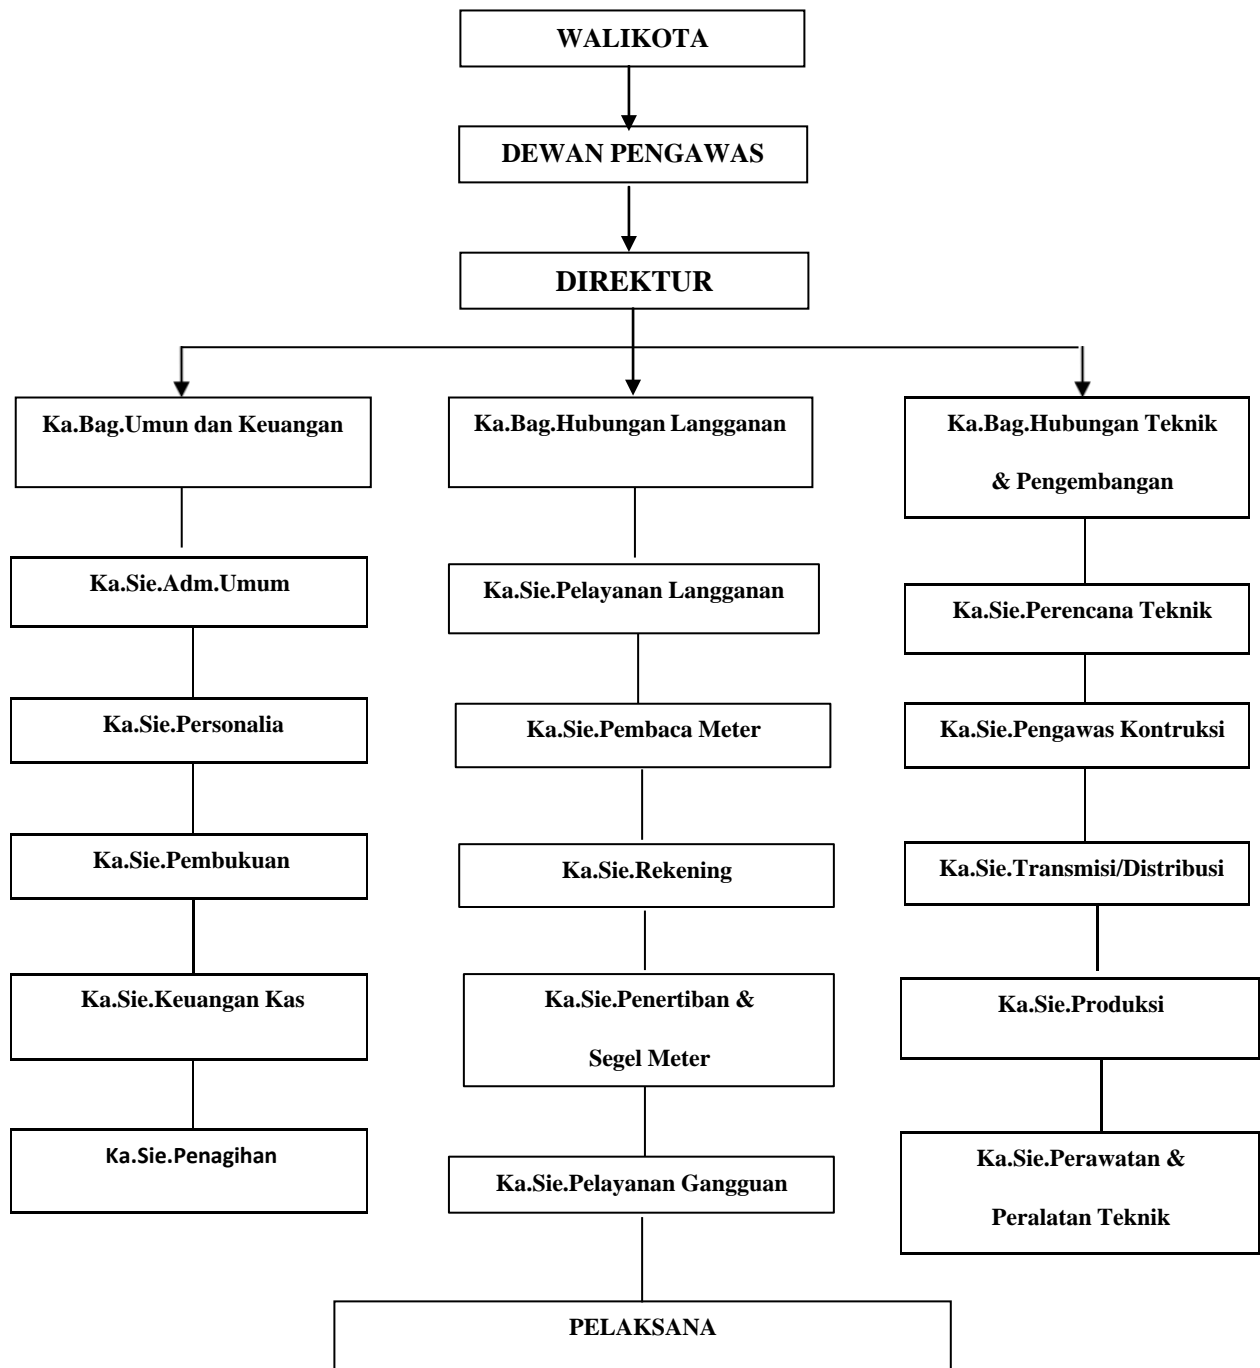 WALIKOTA
DEWAN PENGAWAS
DIREKTUR
Ka.Bag.Umun dan Keuangan
Ka.Sie.Adm.Umum
Ka.Sie.Personalia
Ka.Sie.Pembukuan
Ka.Sie.Keuangan Kas
Ka.Sie.Penagihan
Ka.Bag.Hubungan Langganan
Ka.Sie.Pelayanan Langganan
Ka.Sie.Pembaca Meter
Ka.Sie.Rekening
Ka.Sie.Penertiban &
Segel Meter
Ka.Sie.Pelayanan Gangguan
Ka.Bag.Hubungan Teknik
& Pengembangan
Ka.Sie.Perencana Teknik
Ka.Sie.Pengawas Kontruksi
Ka.Sie.Transmisi/Distribusi
Ka.Sie.Produksi
Ka.Sie.Perawatan &
Peralatan Teknik
PELAKSANA